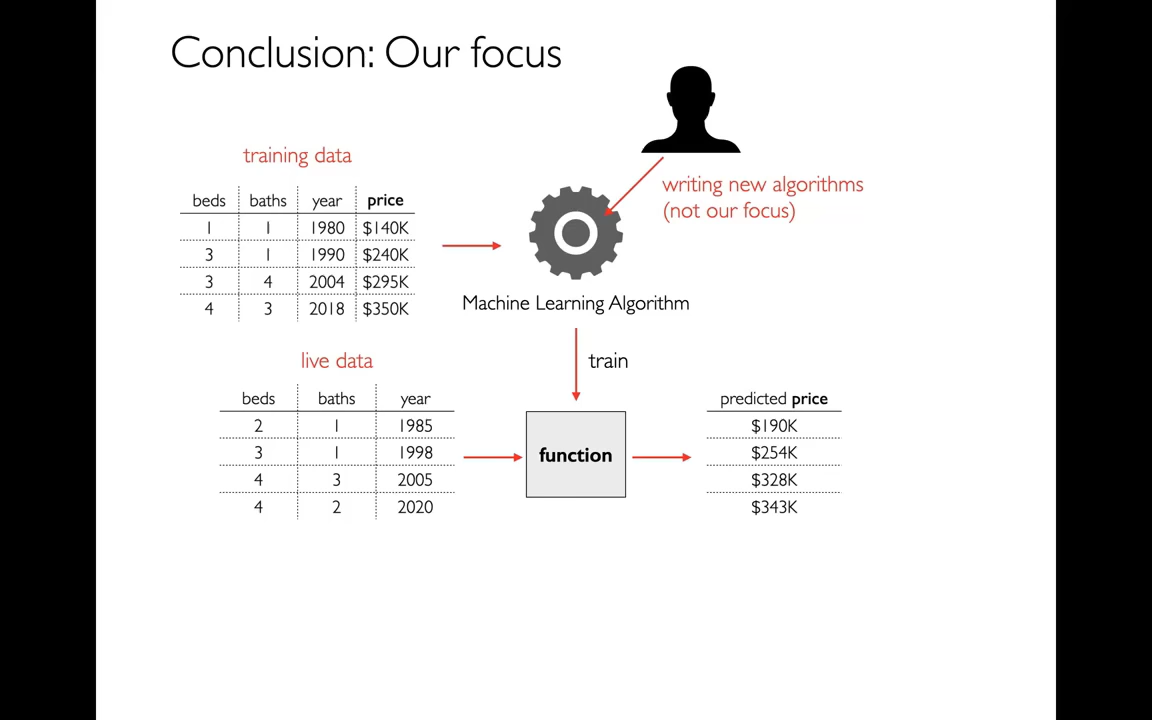 Conclusion: Our focus
training data
beds baths year price
1 1 1980 $140K
3 1 1990 $240K
3 4 2004 $295K
4 3 2018 $350K
writing new algorithms
(not our focus)
Machine Learning Algorithm
train
live data
beds baths year
2 1 1985
3 1 1998
4 3 2005
4 2 2020
function
predicted price
$190K
$254K
$328K
$343K